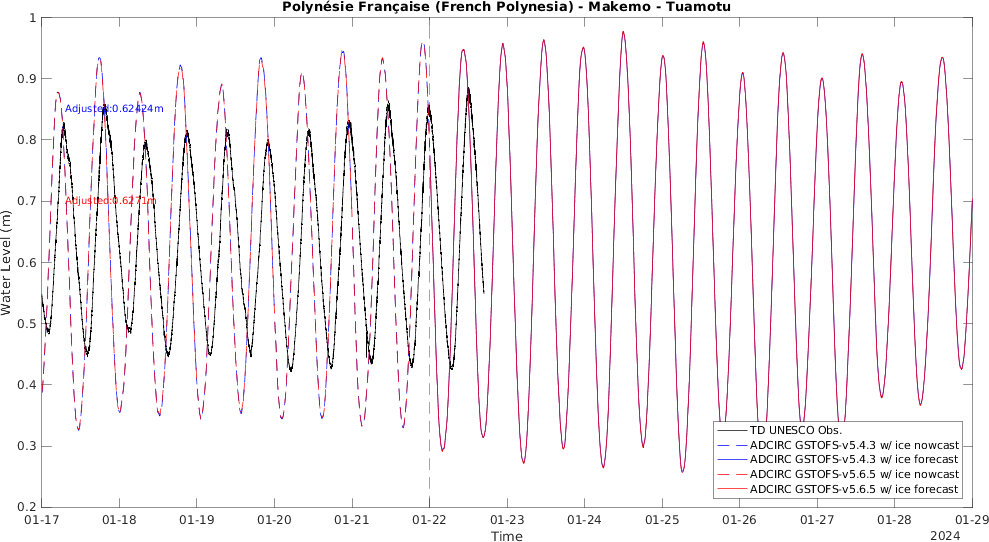 Polynésie Française (French Polynesia) - Makemo - Tuamotu
1
0.9
0.8
0.7
0.6
0.5
0.4
0.3
0.2
Water Level (m)
Adjusted:0.62424m
Adjusted:0.6271m
TD UNESCO Obs.
ADCIRC GSTOFS-v5.4.3 w/ ice nowcast
ADCIRC GSTOFS-v5.4.3 w/ ice forecast
ADCIRC GSTOFS-v5.6.5 w/ ice nowcast
ADCIRC GSTOFS-v5.6.5 w/ ice forecast
01-17 01-18 01-19 01-20 01-21 01-22 01-23 01-24 01-25 01-26 01-27 01-28 01-29
Time
2024